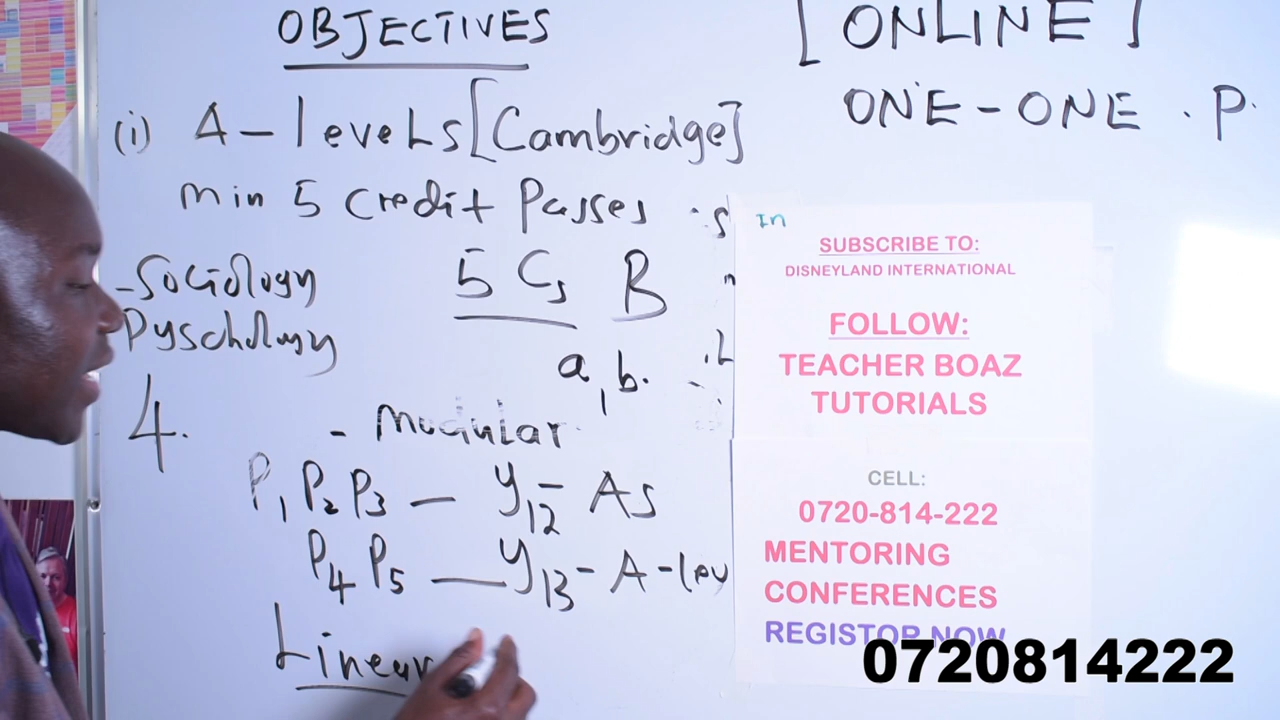 OBJECTIVES
(i) A-levels [Cambridge]
min 5 Credit Passes
-Sociology
Pyschology
5 Cs B
a, b.
4.
- Modular
P1 P2 P3 — Y12 - AS
P4 P5 — Y13 - A-lev
Linear
[ONLINE]
ONE-ONE . P.
In
SUBSCRIBE TO:
DISNEYLAND INTERNATIONAL
FOLLOW:
TEACHER BOAZ
TUTORIALS
CELL:
0720-814-222
MENTORING
CONFERENCES
REGISTOR NOW
0720814222